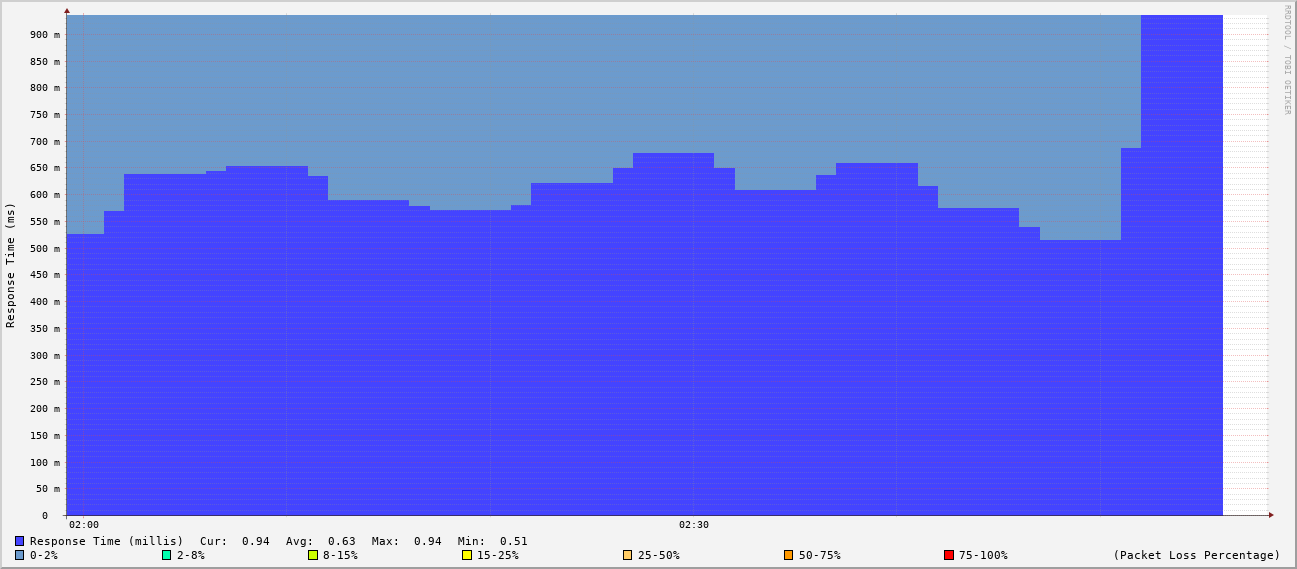 RRDTOOL / TOBI OETIKER
Response Time (ms)
900 m
850 m
800 m
750 m
700 m
650 m
600 m
550 m
500 m
450 m
400 m
350 m
300 m
250 m
200 m
150 m
100 m
50 m
0
02:00 02:30
Response Time (millis) Cur: 0.94 Avg: 0.63 Max: 0.94 Min: 0.51
0-2% 2-8% 8-15% 15-25% 25-50% 50-75% 75-100% (Packet Loss Percentage)